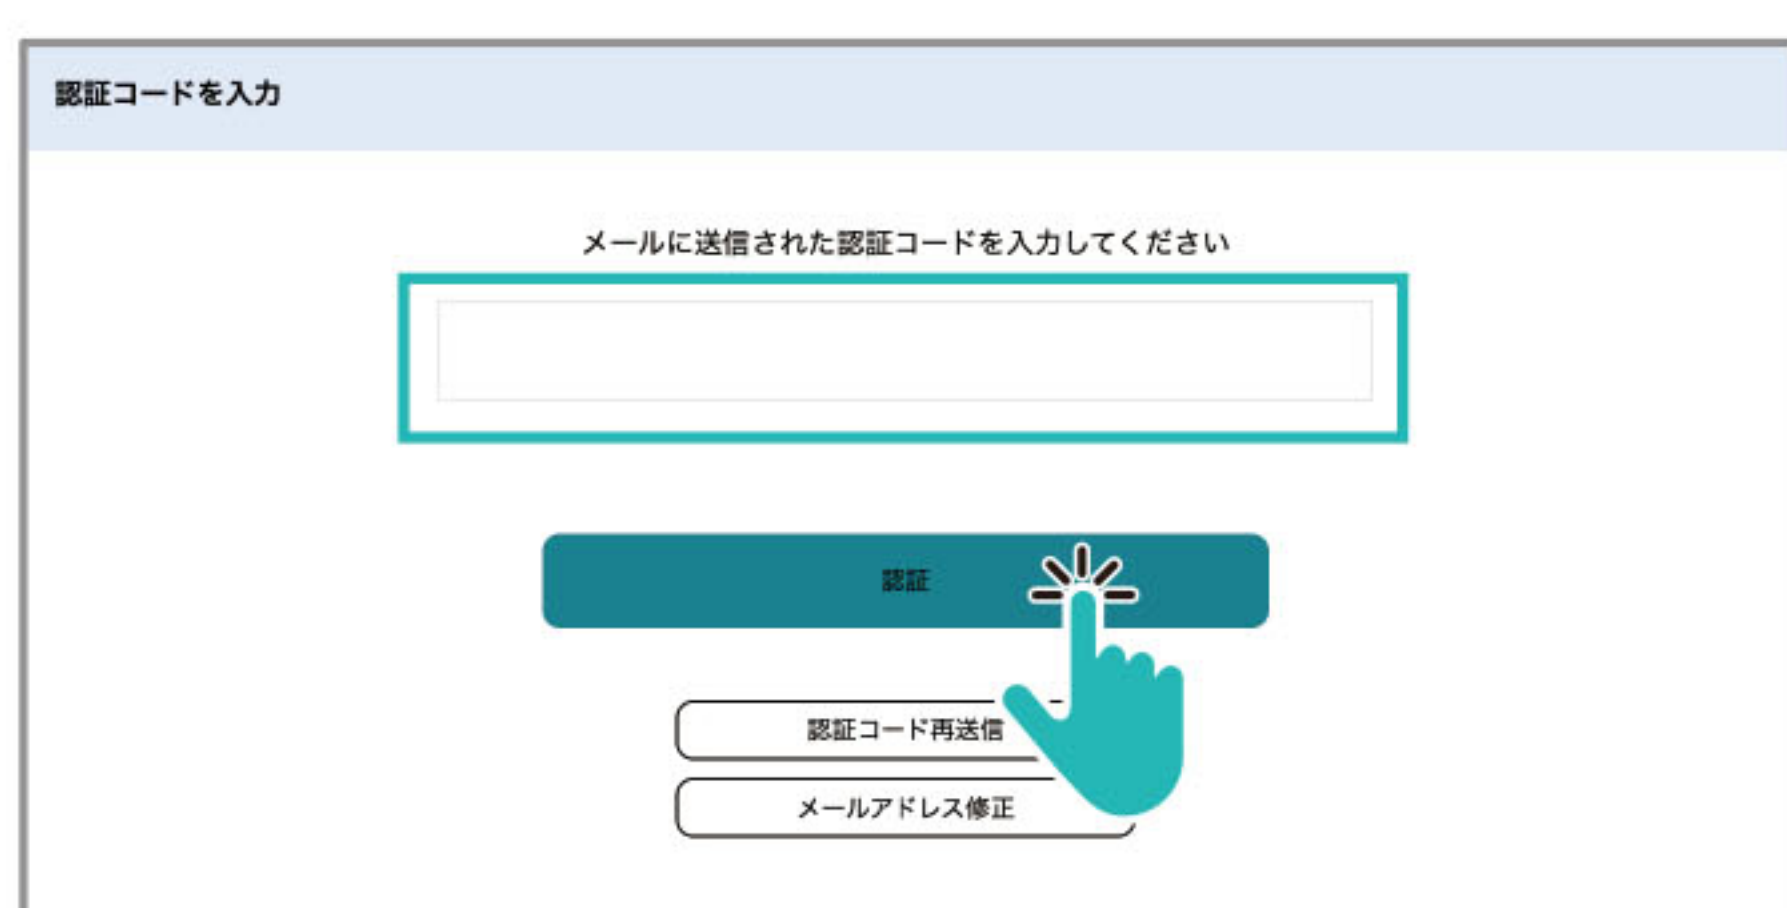 認証コードを入力
メールに送信された認証コードを入力してください
認証
認証コード再送信
メールアドレス修正